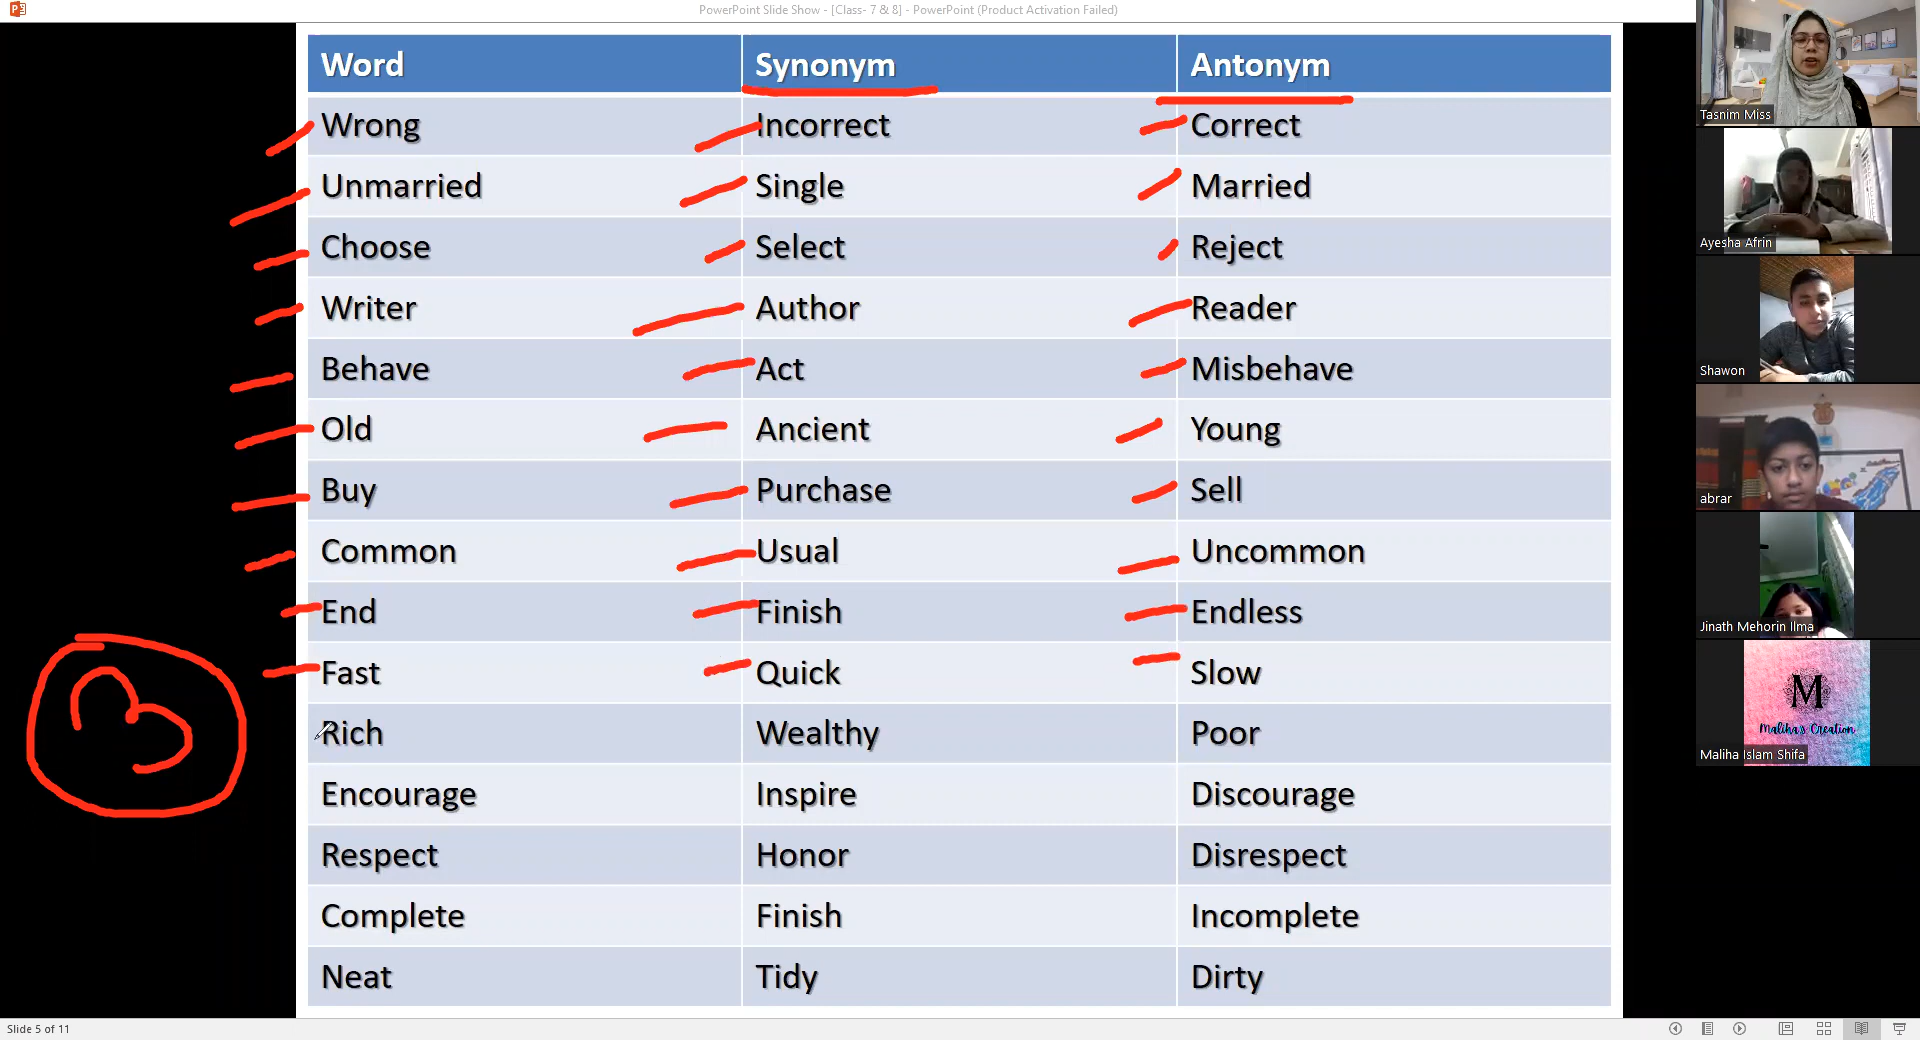 PowerPoint Slide Show - [Class- 7 & 8] - PowerPoint (Product Activation Failed)
Word Synonym Antonym
Wrong Incorrect Correct
Unmarried Single Married
Choose Select Reject
Writer Author Reader
Behave Act Misbehave
Old Ancient Young
Buy Purchase Sell
Common Usual Uncommon
End Finish Endless
Fast Quick Slow
Rich Wealthy Poor
Encourage Inspire Discourage
Respect Honor Disrespect
Complete Finish Incomplete
Neat Tidy Dirty
Slide 5 of 11
Tasnim Miss
Ayesha Afrin
Shawon
abrar
Jinath Mehorin Ilma
M
Maliha's Creation
Maliha Islam Shifa